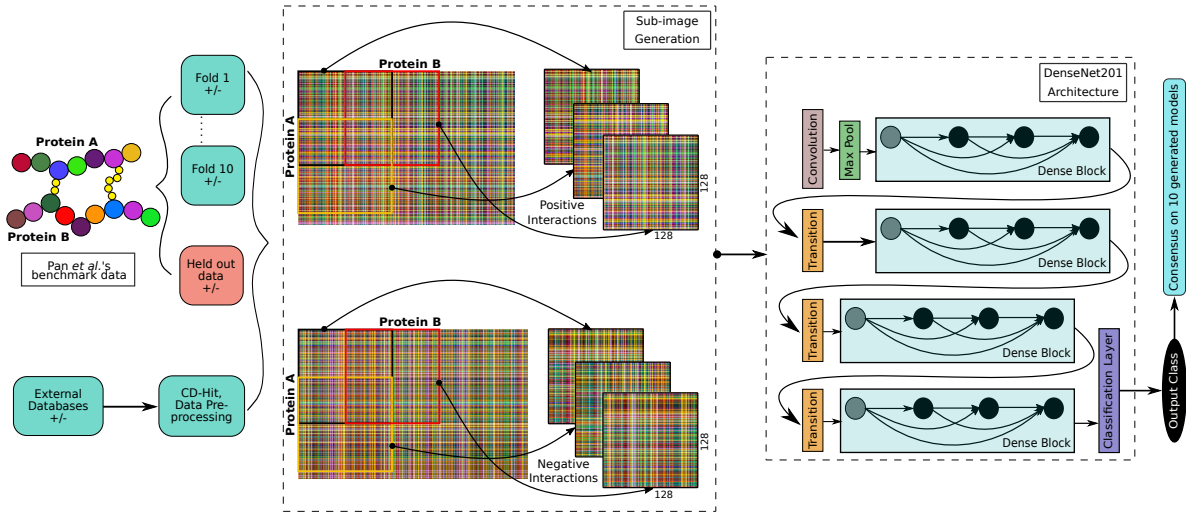 Protein A
Protein B
Pan et al.'s
benchmark data
Fold 1
+/-
Fold 10
+/-
Held out
data
+/-
External
Databases
+/-
CD-Hit,
Data Pre-
processing
Sub-image
Generation
Protein B
Protein A
Positive
Interactions
128
128
Protein B
Protein A
Negative
Interactions
128
128
DenseNet201
Architecture
Convolution
Max Pool
Dense Block
Transition
Dense Block
Transition
Dense Block
Transition
Dense Block
Classification Layer
Output Class
Consensus on 10 generated models